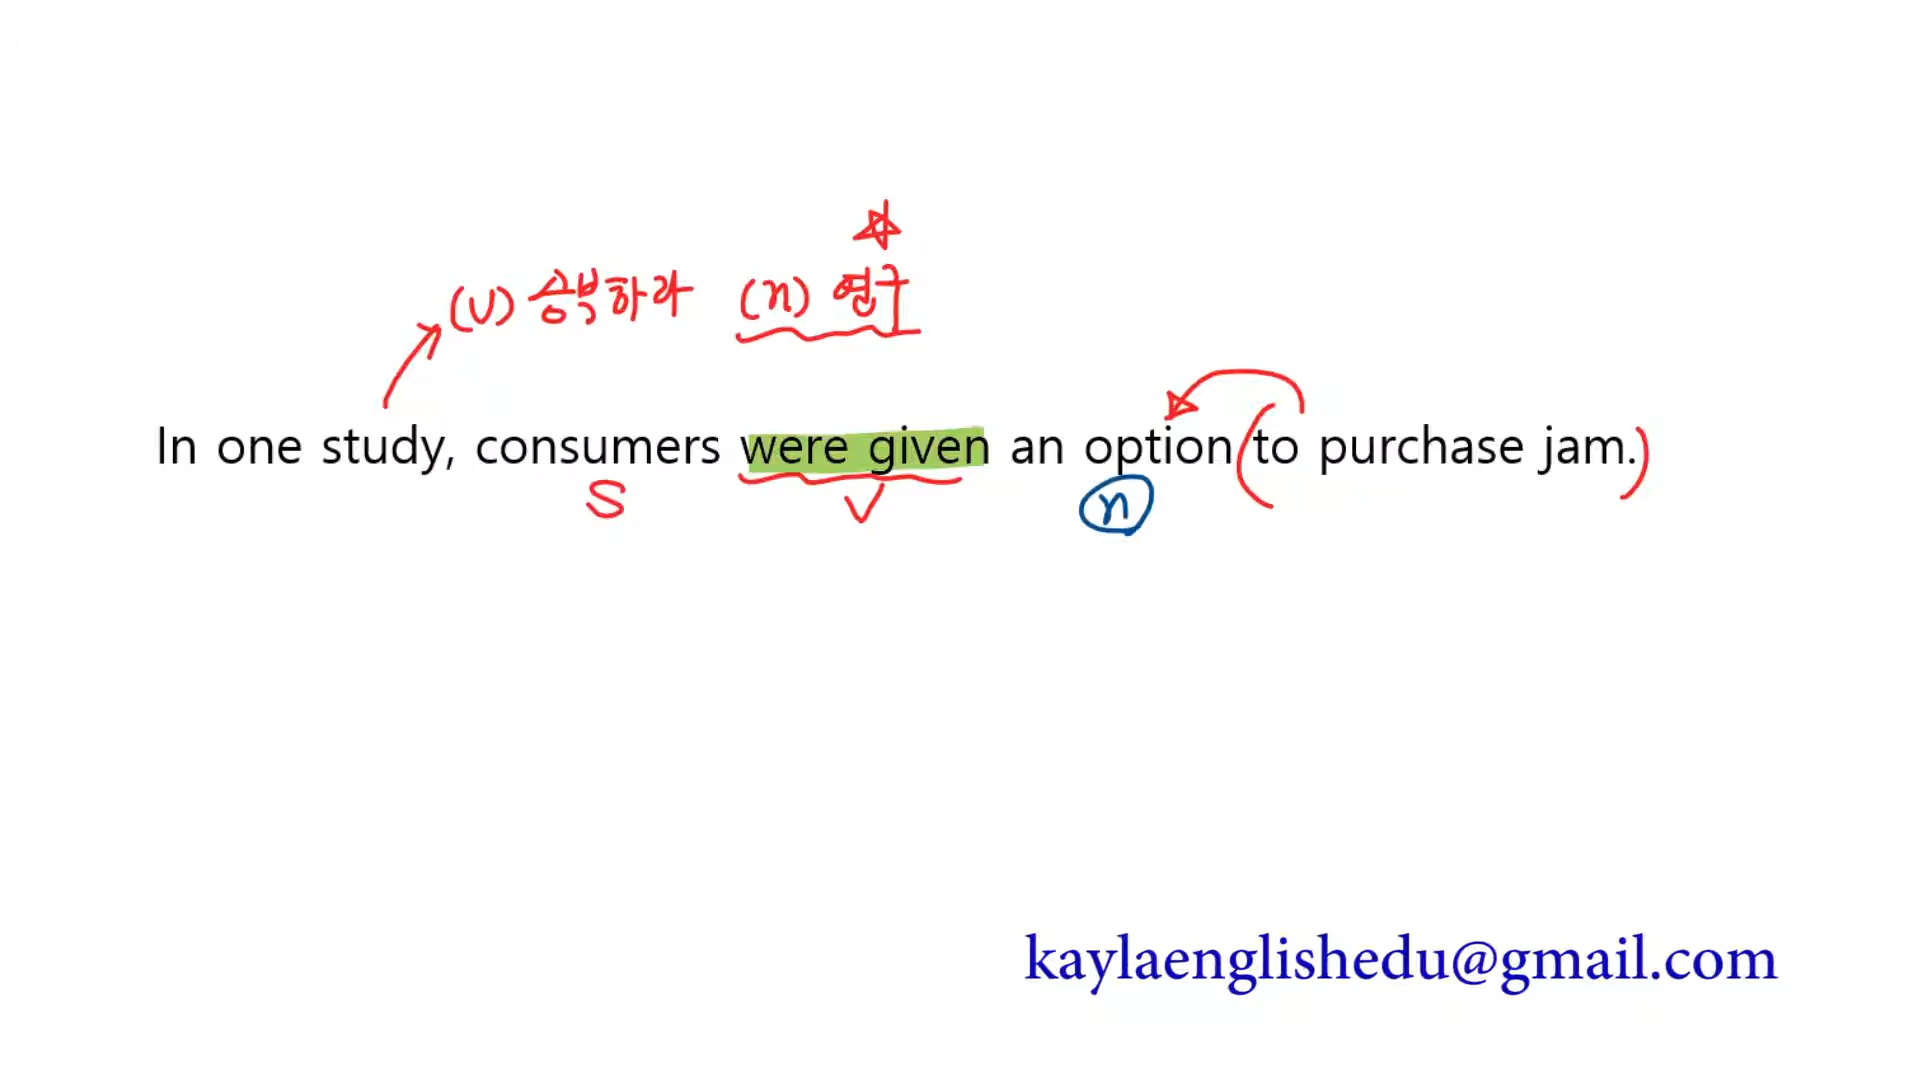 (v) 승복하라 (n) 연구
In one study, consumers were given an option (to purchase jam.)
S V n
kaylaenglishedu@gmail.com